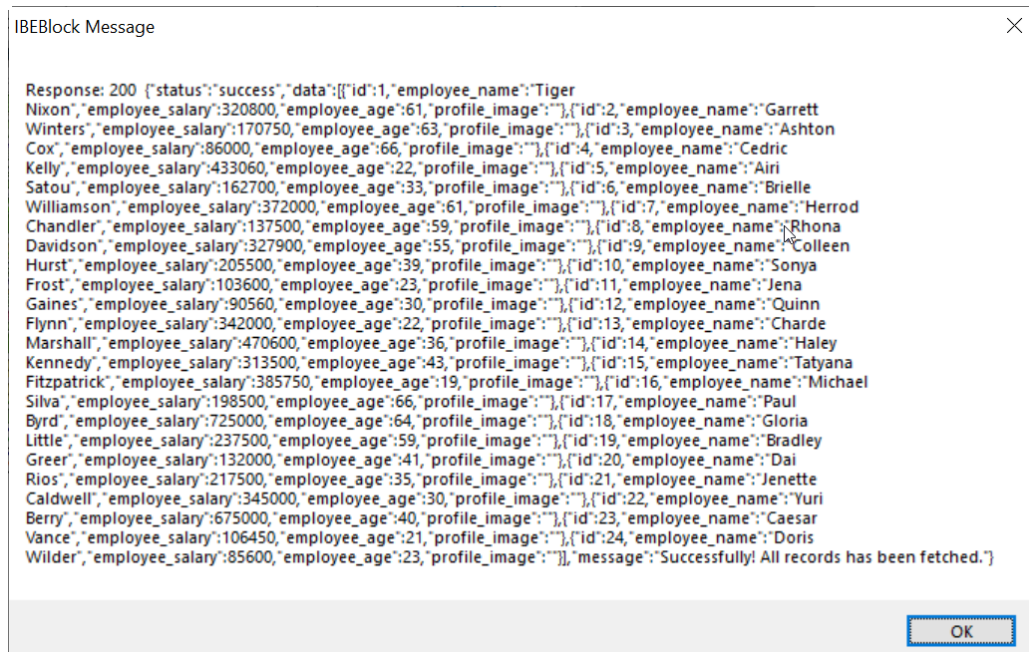 IBEBlock Message
Response: 200 {"status":"success","data":[{"id":1,"employee_name":"Tiger
Nixon","employee_salary":320800,"employee_age":61,"profile_image":""},{"id":2,"employee_name":"Garrett
Winters","employee_salary":170750,"employee_age":63,"profile_image":""},{"id":3,"employee_name":"Ashton
Cox","employee_salary":86000,"employee_age":66,"profile_image":""},{"id":4,"employee_name":"Cedric
Kelly","employee_salary":433060,"employee_age":22,"profile_image":""},{"id":5,"employee_name":"Airi
Satou","employee_salary":162700,"employee_age":33,"profile_image":""},{"id":6,"employee_name":"Brielle
Williamson","employee_salary":372000,"employee_age":61,"profile_image":""},{"id":7,"employee_name":"Herrod
Chandler","employee_salary":137500,"employee_age":59,"profile_image":""},{"id":8,"employee_name":"Rhona
Davidson","employee_salary":327900,"employee_age":55,"profile_image":""},{"id":9,"employee_name":"Colleen
Hurst","employee_salary":205500,"employee_age":39,"profile_image":""},{"id":10,"employee_name":"Sonya
Frost","employee_salary":103600,"employee_age":23,"profile_image":""},{"id":11,"employee_name":"Jena
Gaines","employee_salary":90560,"employee_age":30,"profile_image":""},{"id":12,"employee_name":"Quinn
Flynn","employee_salary":342000,"employee_age":22,"profile_image":""},{"id":13,"employee_name":"Charde
Marshall","employee_salary":470600,"employee_age":36,"profile_image":""},{"id":14,"employee_name":"Haley
Kennedy","employee_salary":313500,"employee_age":43,"profile_image":""},{"id":15,"employee_name":"Tatyana
Fitzpatrick","employee_salary":385750,"employee_age":19,"profile_image":""},{"id":16,"employee_name":"Michael
Silva","employee_salary":198500,"employee_age":66,"profile_image":""},{"id":17,"employee_name":"Paul
Byrd","employee_salary":725000,"employee_age":64,"profile_image":""},{"id":18,"employee_name":"Gloria
Little","employee_salary":237500,"employee_age":59,"profile_image":""},{"id":19,"employee_name":"Bradley
Greer","employee_salary":132000,"employee_age":41,"profile_image":""},{"id":20,"employee_name":"Dai
Rios","employee_salary":217500,"employee_age":35,"profile_image":""},{"id":21,"employee_name":"Jenette
Caldwell","employee_salary":345000,"employee_age":30,"profile_image":""},{"id":22,"employee_name":"Yuri
Berry","employee_salary":675000,"employee_age":40,"profile_image":""},{"id":23,"employee_name":"Caesar
Vance","employee_salary":106450,"employee_age":21,"profile_image":""},{"id":24,"employee_name":"Doris
Wilder","employee_salary":85600,"employee_age":23,"profile_image":""}],"message":"Successfully! All records has been fetched."}
OK